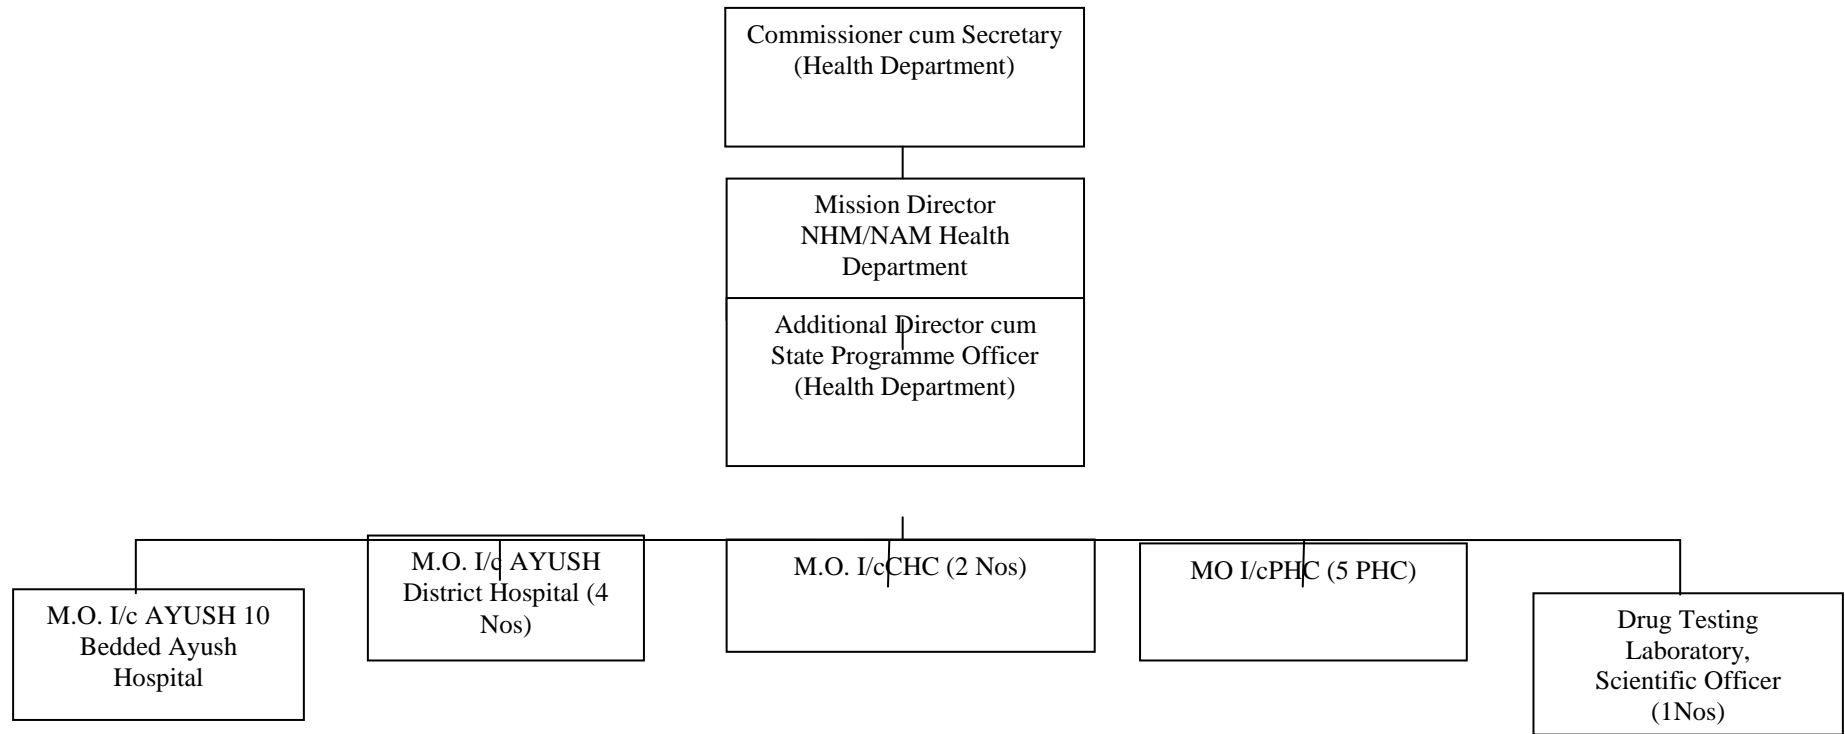 Commissioner cum Secretary
(Health Department)
Mission Director
NHM/NAM Health
Department
Additional Director cum
State Programme Officer
(Health Department)
M.O. I/c AYUSH 10
Bedded Ayush
Hospital
M.O. I/c AYUSH
District Hospital (4
Nos)
M.O. I/cCHC (2 Nos)
MO I/cPHC (5 PHC)
Drug Testing
Laboratory,
Scientific Officer
(1Nos)